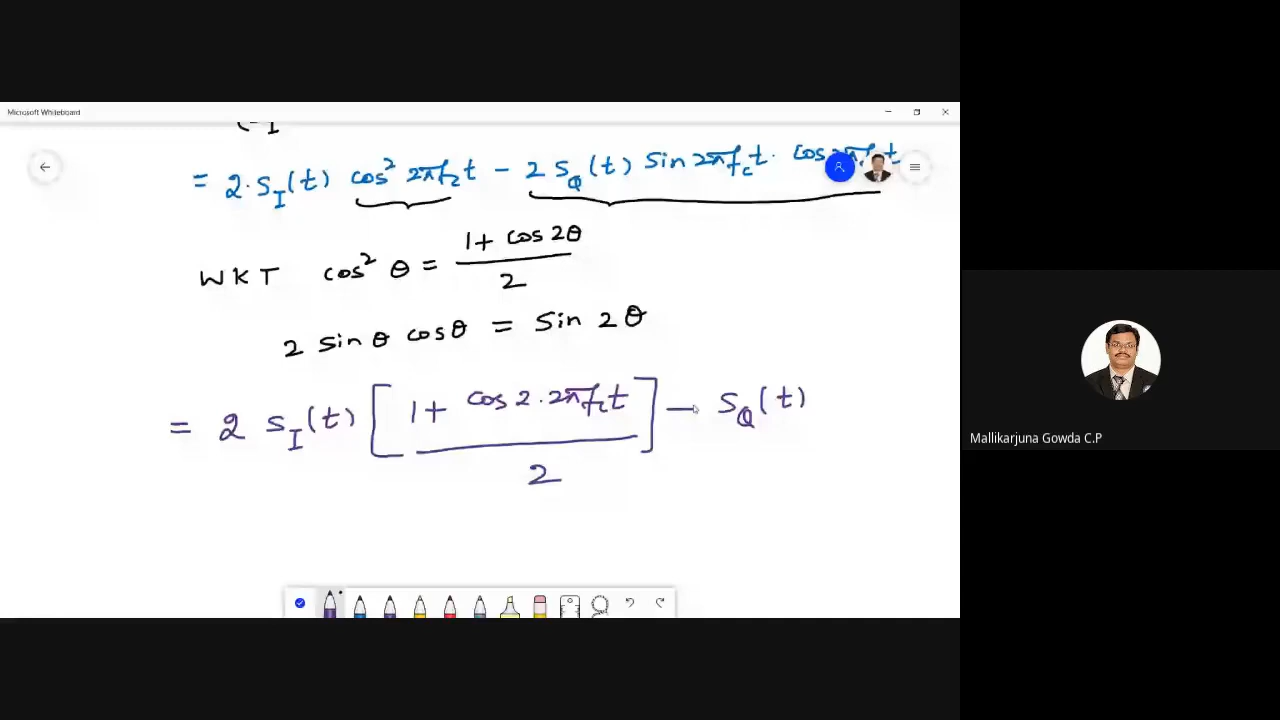 Microsoft Whiteboard
= 2·S_I(t) cos² 2πf_c t − 2 S_Q(t) Sin 2πf_c t · cos 2πf_c t
WKT cos² θ = (1 + cos 2θ) / 2
2 sin θ cos θ = Sin 2θ
= 2 S_I(t) [ (1 + cos 2·2πf_c t) / 2 ] − S_Q(t)
Mallikarjuna Gowda C.P